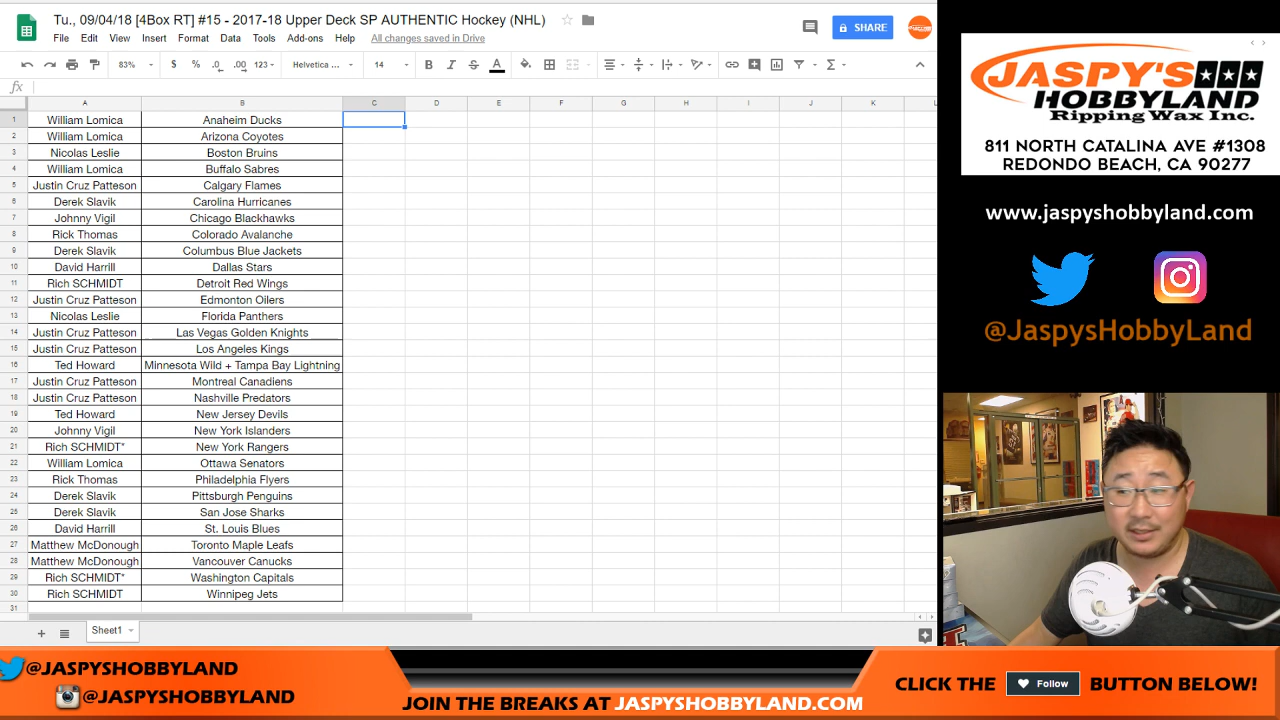 Tu., 09/04/18 [4Box RT] #15 - 2017-18 Upper Deck SP AUTHENTIC Hockey (NHL)
File Edit View Insert Format Data Tools Add-ons Help All changes saved in Drive
SHARE
83% $ % .0 .00 123 Helvetica ... 14 B I S A
fx
A B C D E F G H I J K L
1 William Lomica Anaheim Ducks
2 William Lomica Arizona Coyotes
3 Nicolas Leslie Boston Bruins
4 William Lomica Buffalo Sabres
5 Justin Cruz Patteson Calgary Flames
6 Derek Slavik Carolina Hurricanes
7 Johnny Vigil Chicago Blackhawks
8 Rick Thomas Colorado Avalanche
9 Derek Slavik Columbus Blue Jackets
10 David Harrill Dallas Stars
11 Rich SCHMIDT Detroit Red Wings
12 Justin Cruz Patteson Edmonton Oilers
13 Nicolas Leslie Florida Panthers
14 Justin Cruz Patteson Las Vegas Golden Knights
15 Justin Cruz Patteson Los Angeles Kings
16 Ted Howard Minnesota Wild + Tampa Bay Lightning
17 Justin Cruz Patteson Montreal Canadiens
18 Justin Cruz Patteson Nashville Predators
19 Ted Howard New Jersey Devils
20 Johnny Vigil New York Islanders
21 Rich SCHMIDT* New York Rangers
22 William Lomica Ottawa Senators
23 Rick Thomas Philadelphia Flyers
24 Derek Slavik Pittsburgh Penguins
25 Derek Slavik San Jose Sharks
26 David Harrill St. Louis Blues
27 Matthew McDonough Toronto Maple Leafs
28 Matthew McDonough Vancouver Canucks
29 Rich SCHMIDT* Washington Capitals
30 Rich SCHMIDT Winnipeg Jets
31
Sheet1
JASPY'S
HOBBYLAND
Ripping Wax Inc.
811 NORTH CATALINA AVE #1308
REDONDO BEACH, CA 90277
www.jaspyshobbyland.com
@JaspysHobbyLand
@JASPYSHOBBYLAND
@JASPYSHOBBYLAND
JOIN THE BREAKS AT JASPYSHOBBYLAND.COM
CLICK THE Follow BUTTON BELOW!